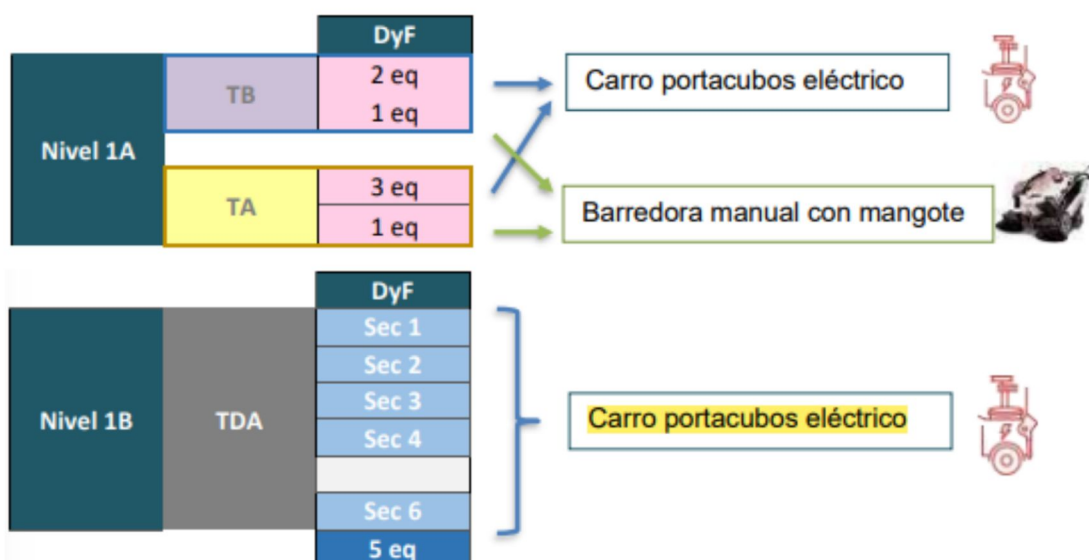 DyF
TB
2 eq
1 eq
Carro portacubos eléctrico
Nivel 1A
TA
3 eq
1 eq
Barredora manual con mangote
DyF
Sec 1
Sec 2
Sec 3
Sec 4
Nivel 1B
TDA
Carro portacubos eléctrico
Sec 6
5 eq